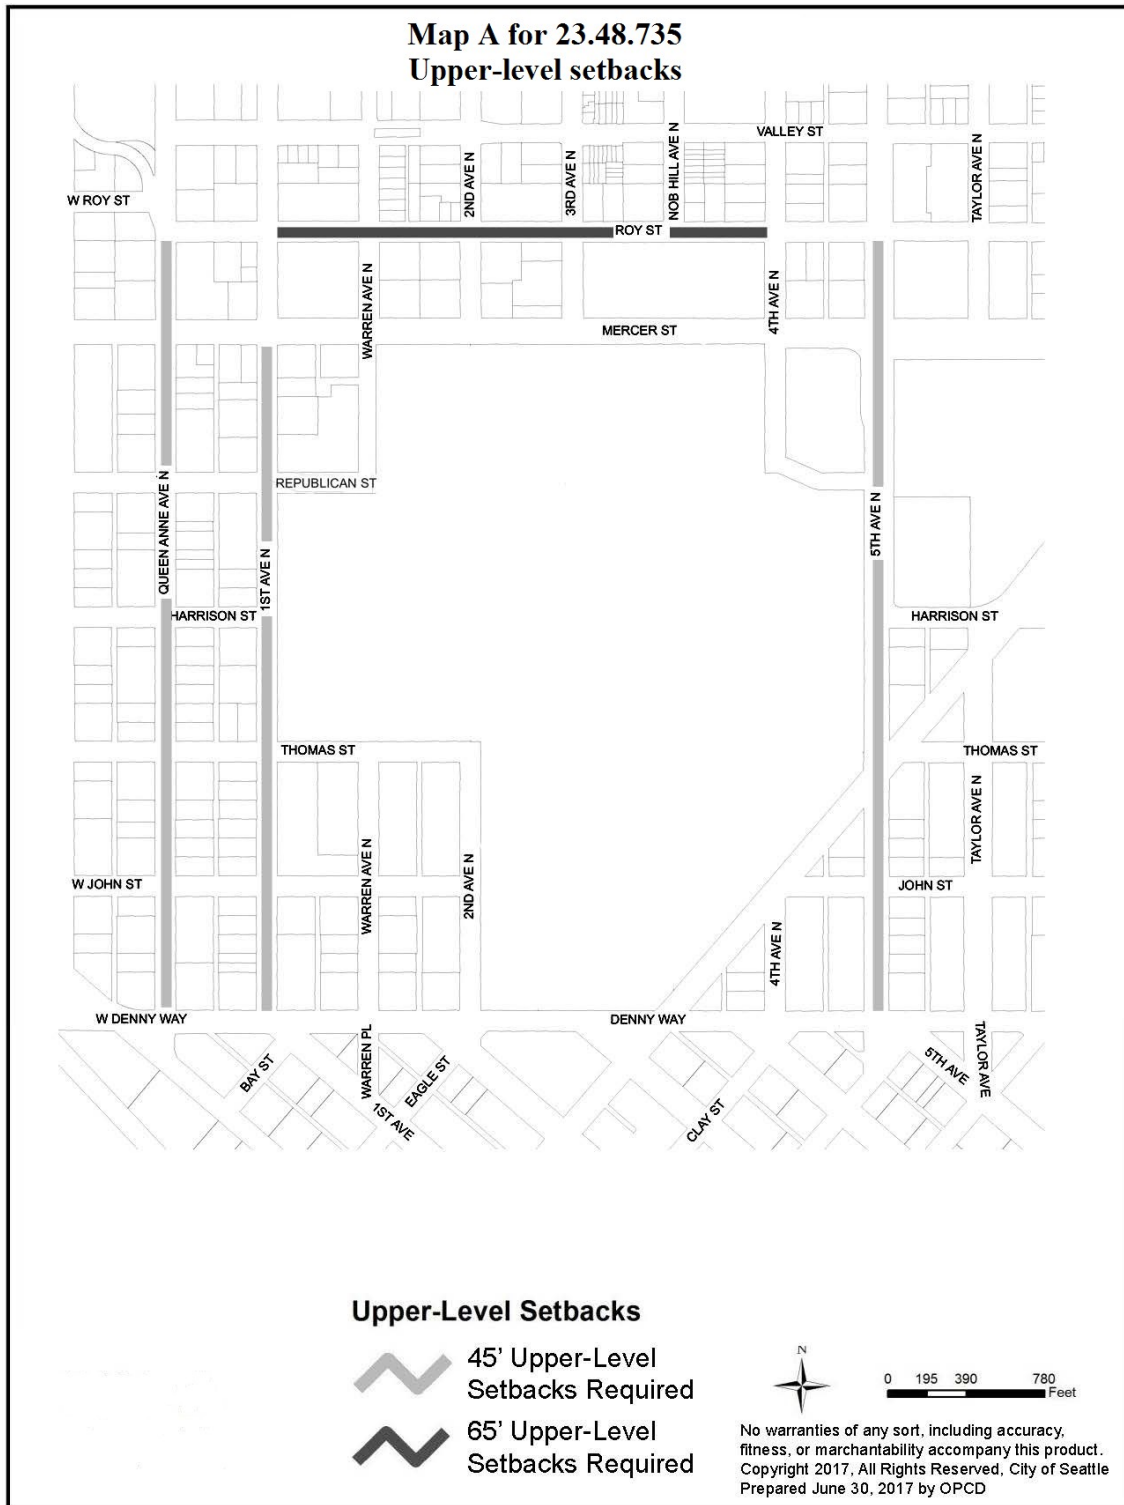 Map A for 23.48.735
Upper-level setbacks
VALLEY ST
NOB HILL AVE N
2ND AVE N
3RD AVE N
TAYLOR AVE N
W ROY ST
ROY ST
WARREN AVE N
4TH AVE N
MERCER ST
QUEEN ANNE AVE N
REPUBLICAN ST
5TH AVE N
1ST AVE N
HARRISON ST
HARRISON ST
THOMAS ST
THOMAS ST
TAYLOR AVE N
WARREN AVE N
2ND AVE N
W JOHN ST
JOHN ST
4TH AVE N
W DENNY WAY
DENNY WAY
BAY ST
WARREN PL
EAGLE ST
1ST AVE
CLAY ST
5TH AVE
TAYLOR AVE
Upper-Level Setbacks
45' Upper-Level
Setbacks Required
65' Upper-Level
Setbacks Required
N
0 195 390 780
Feet
No warranties of any sort, including accuracy,
fitness, or marchantability accompany this product.
Copyright 2017, All Rights Reserved, City of Seattle
Prepared June 30, 2017 by OPCD